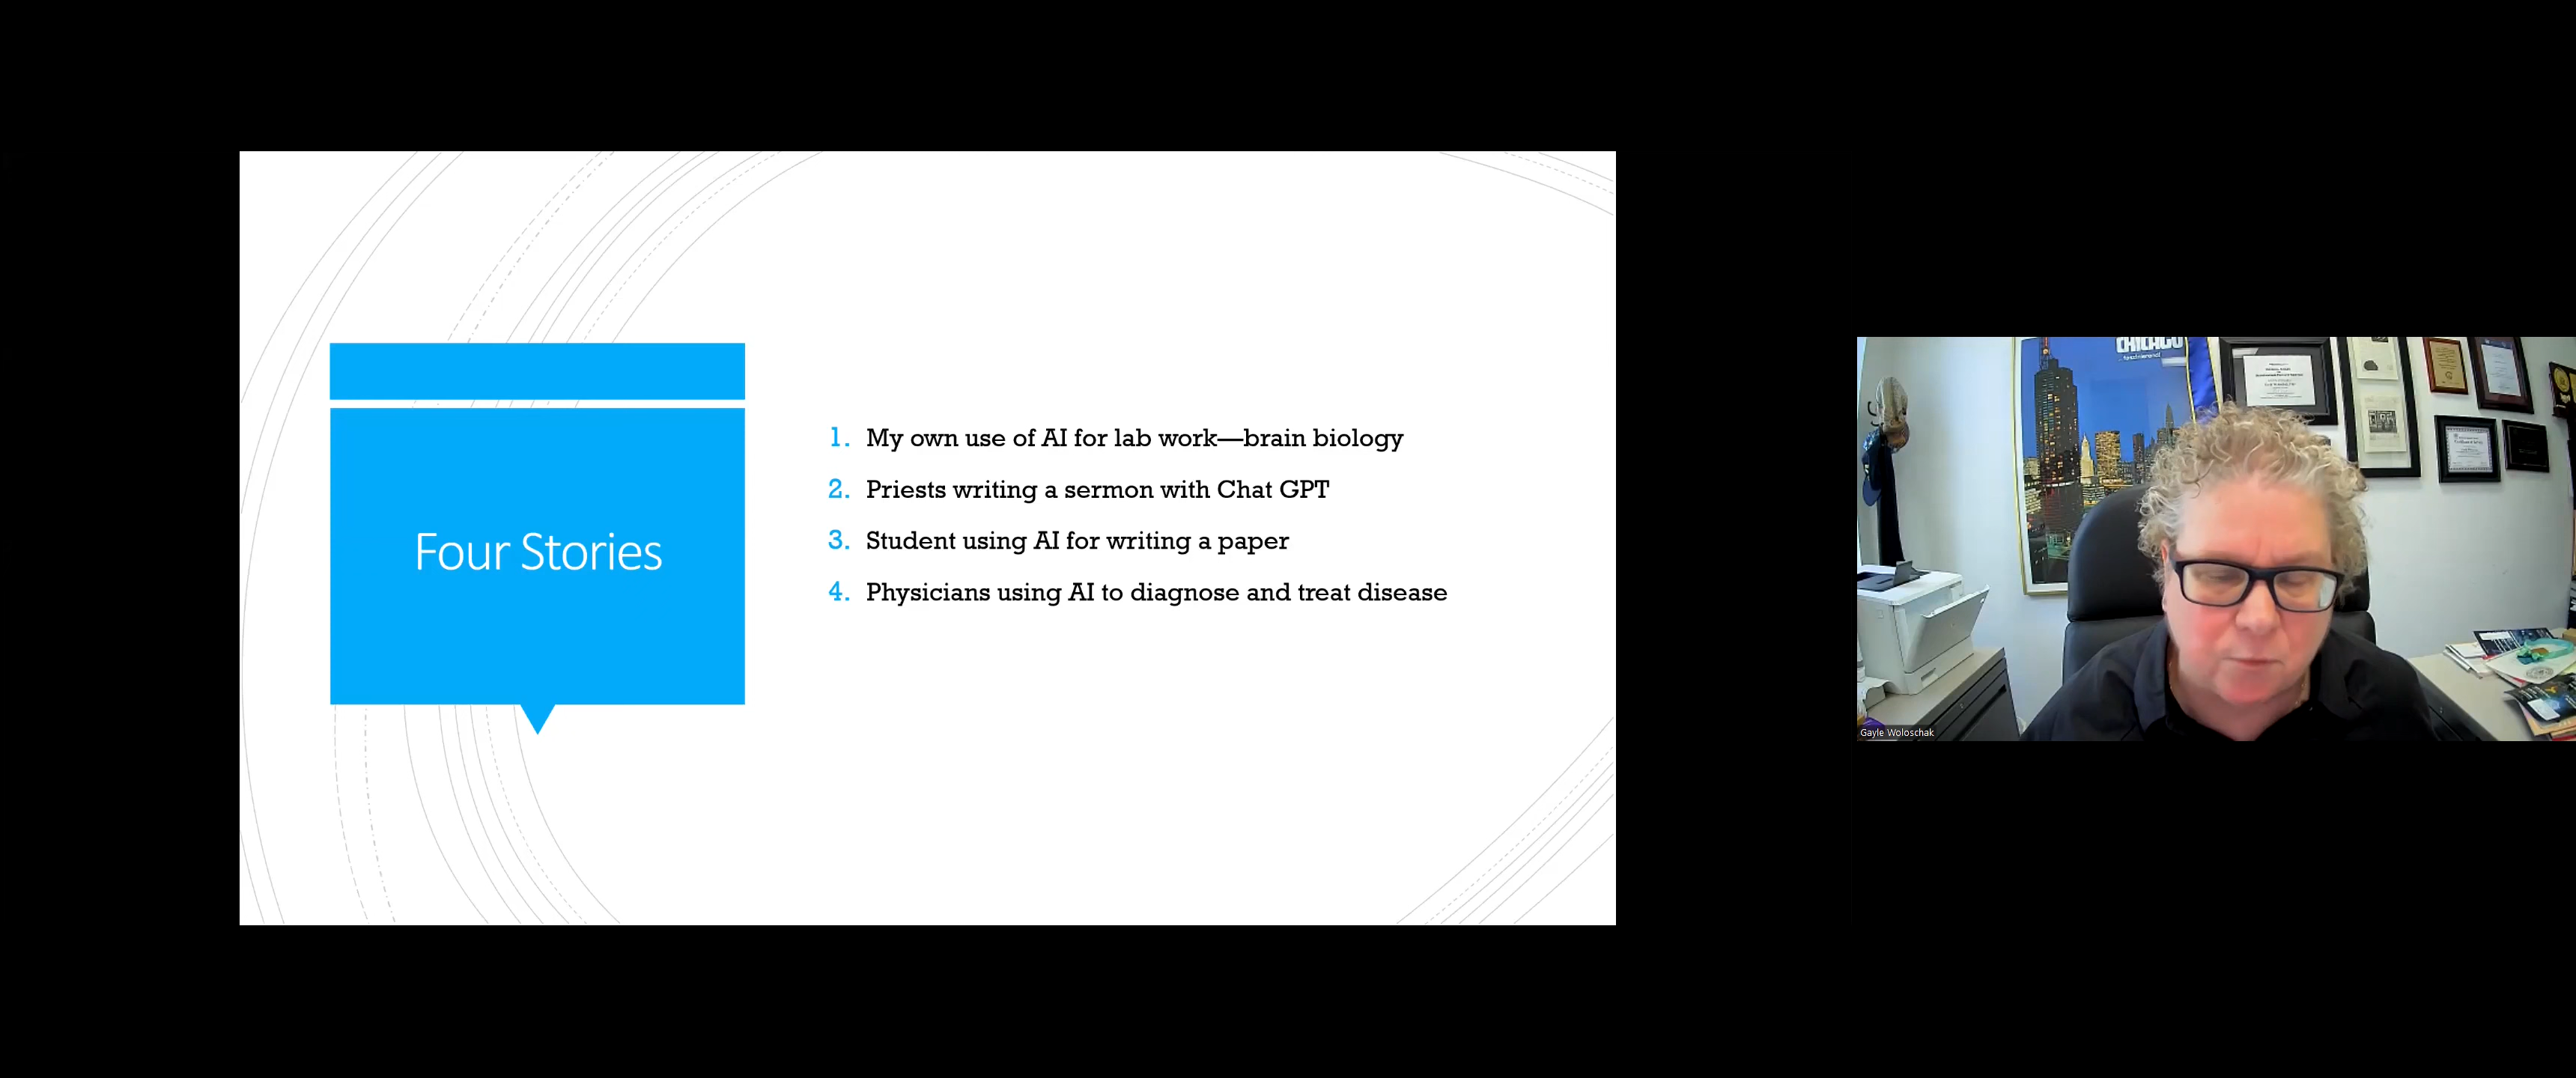 Four Stories
1. My own use of AI for lab work—brain biology
2. Priests writing a sermon with Chat GPT
3. Student using AI for writing a paper
4. Physicians using AI to diagnose and treat disease
CHICAGO
Gayle Woloschak